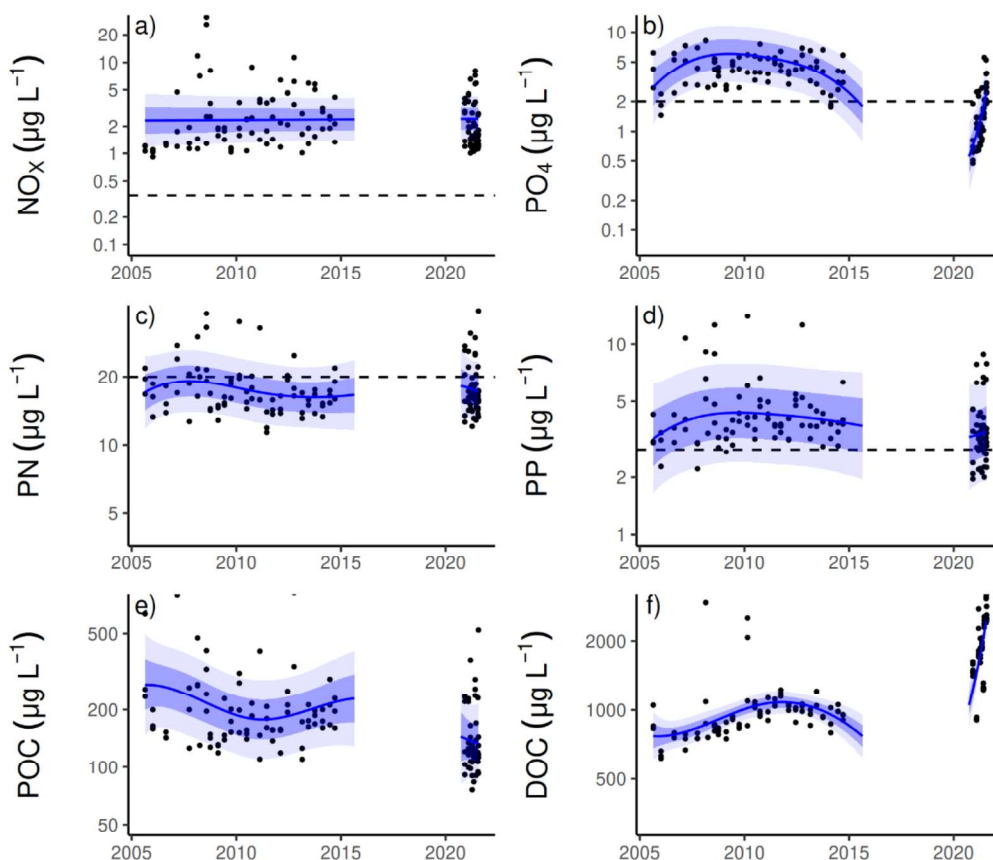 a)
NOX (µg L−1)
20
10
5
2
1
0.5
0.2
0.1
2005 2010 2015 2020
b)
PO4 (µg L−1)
10
5
2
1
0.5
0.2
0.1
2005 2010 2015 2020
c)
PN (µg L−1)
20
10
5
2005 2010 2015 2020
d)
PP (µg L−1)
10
5
2
1
2005 2010 2015 2020
e)
POC (µg L−1)
500
200
100
50
2005 2010 2015 2020
f)
DOC (µg L−1)
2000
1000
500
2005 2010 2015 2020